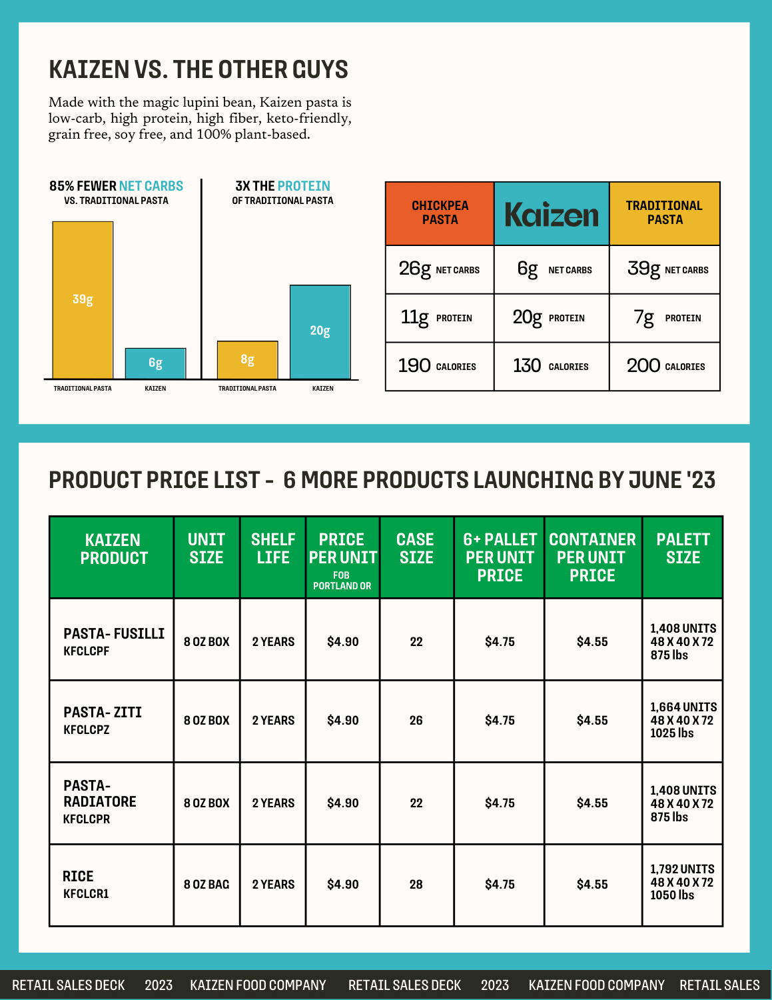 KAIZEN VS. THE OTHER GUYS
Made with the magic lupini bean, Kaizen pasta is
low-carb, high protein, high fiber, keto-friendly,
grain free, soy free, and 100% plant-based.
85% FEWER NET CARBS
VS. TRADITIONAL PASTA
39g
6g
TRADITIONAL PASTA KAIZEN
3X THE PROTEIN
OF TRADITIONAL PASTA
8g
20g
TRADITIONAL PASTA KAIZEN
CHICKPEA
PASTA
Kaizen
TRADITIONAL
PASTA
26g NET CARBS 6g NET CARBS 39g NET CARBS
11g PROTEIN 20g PROTEIN 7g PROTEIN
190 CALORIES 130 CALORIES 200 CALORIES
PRODUCT PRICE LIST - 6 MORE PRODUCTS LAUNCHING BY JUNE '23
KAIZEN
PRODUCT
UNIT
SIZE
SHELF
LIFE
PRICE
PER UNIT
FOB
PORTLAND OR
CASE
SIZE
6+ PALLET
PER UNIT
PRICE
CONTAINER
PER UNIT
PRICE
PALETT
SIZE
PASTA- FUSILLI
KFCLCPF
8 OZ BOX
2 YEARS
$4.90
22
$4.75
$4.55
1,408 UNITS
48 X 40 X 72
875 lbs
PASTA- ZITI
KFCLCPZ
8 OZ BOX
2 YEARS
$4.90
26
$4.75
$4.55
1,664 UNITS
48 X 40 X 72
1025 lbs
PASTA-
RADIATORE
KFCLCPR
8 OZ BOX
2 YEARS
$4.90
22
$4.75
$4.55
1,408 UNITS
48 X 40 X 72
875 lbs
RICE
KFCLCR1
8 OZ BAG
2 YEARS
$4.90
28
$4.75
$4.55
1,792 UNITS
48 X 40 X 72
1050 lbs
RETAIL SALES DECK 2023 KAIZEN FOOD COMPANY RETAIL SALES DECK 2023 KAIZEN FOOD COMPANY RETAIL SALES